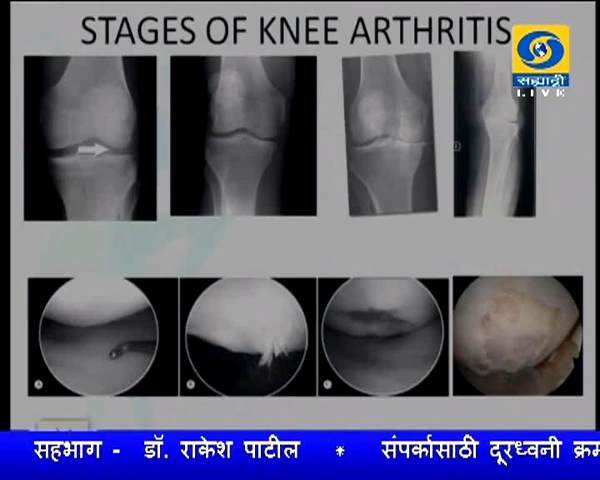 STAGES OF KNEE ARTHRITIS
सह्याद्री
LIVE
सहभाग - डॉ. राकेश पाटील * संपर्कासाठी दूरध्वनी क्रम